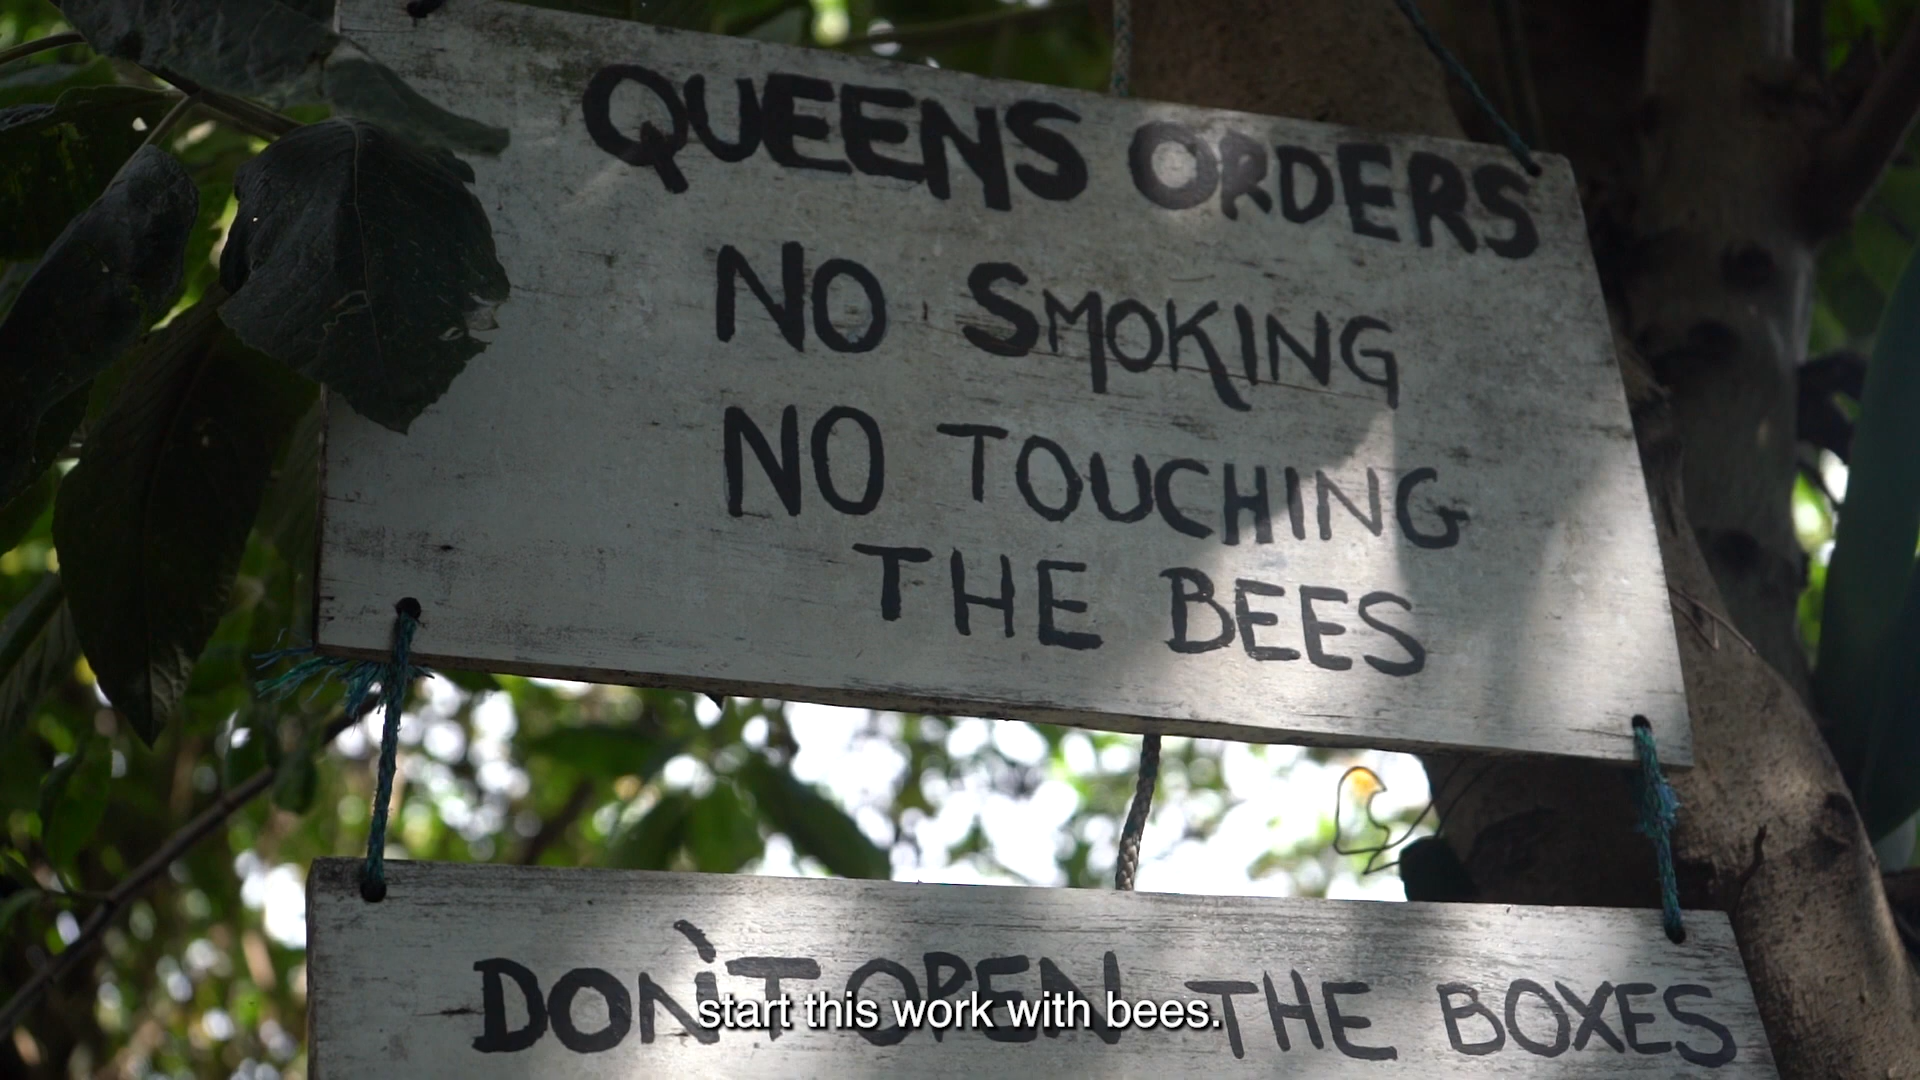 QUEENS ORDERS
NO SMOKING
NO TOUCHING
THE BEES
DON'T OPEN THE BOXES
start this work with bees.